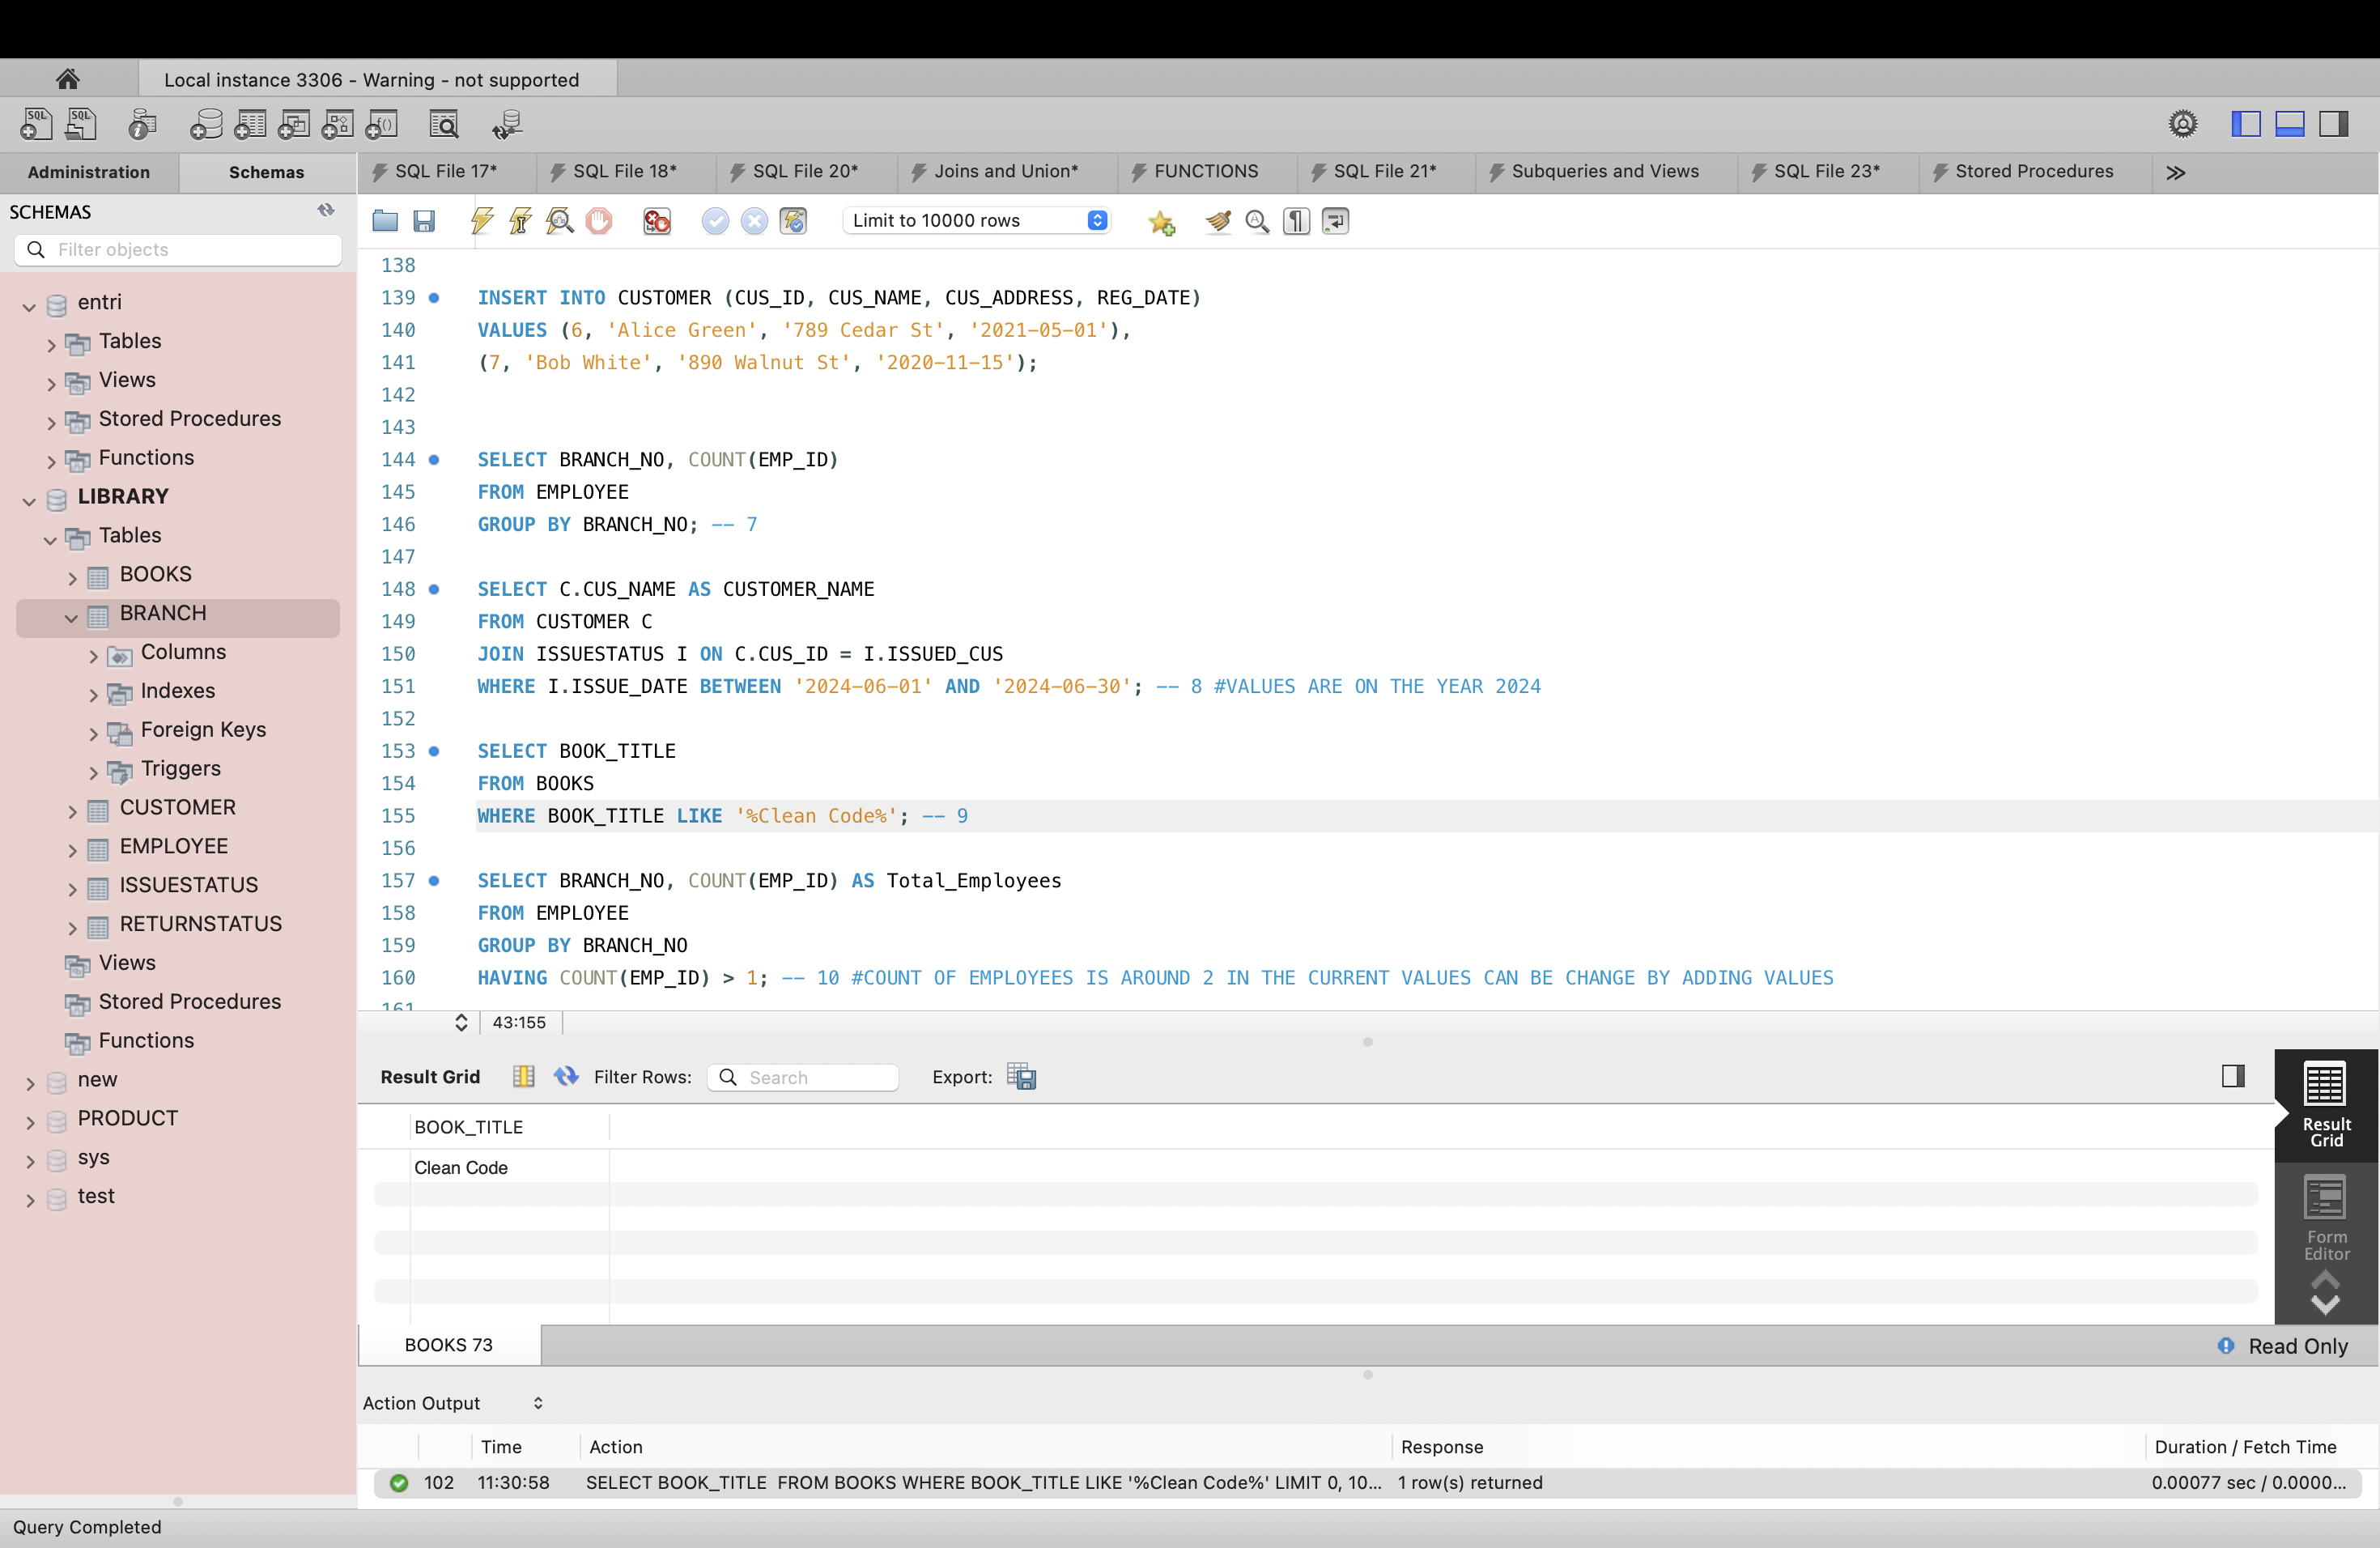 Local instance 3306 - Warning - not supported
SQL SQL
Administration Schemas SQL File 17* SQL File 18* SQL File 20* Joins and Union* FUNCTIONS SQL File 21* Subqueries and Views SQL File 23* Stored Procedures
SCHEMAS
Filter objects
entri
Tables
Views
Stored Procedures
Functions
LIBRARY
Tables
BOOKS
BRANCH
Columns
Indexes
Foreign Keys
Triggers
CUSTOMER
EMPLOYEE
ISSUESTATUS
RETURNSTATUS
Views
Stored Procedures
Functions
new
PRODUCT
sys
test
Limit to 10000 rows
138
139 INSERT INTO CUSTOMER (CUS_ID, CUS_NAME, CUS_ADDRESS, REG_DATE)
140 VALUES (6, 'Alice Green', '789 Cedar St', '2021-05-01'),
141 (7, 'Bob White', '890 Walnut St', '2020-11-15');
142
143
144 SELECT BRANCH_NO, COUNT(EMP_ID)
145 FROM EMPLOYEE
146 GROUP BY BRANCH_NO; -- 7
147
148 SELECT C.CUS_NAME AS CUSTOMER_NAME
149 FROM CUSTOMER C
150 JOIN ISSUESTATUS I ON C.CUS_ID = I.ISSUED_CUS
151 WHERE I.ISSUE_DATE BETWEEN '2024-06-01' AND '2024-06-30'; -- 8 #VALUES ARE ON THE YEAR 2024
152
153 SELECT BOOK_TITLE
154 FROM BOOKS
155 WHERE BOOK_TITLE LIKE '%Clean Code%'; -- 9
156
157 SELECT BRANCH_NO, COUNT(EMP_ID) AS Total_Employees
158 FROM EMPLOYEE
159 GROUP BY BRANCH_NO
160 HAVING COUNT(EMP_ID) > 1; -- 10 #COUNT OF EMPLOYEES IS AROUND 2 IN THE CURRENT VALUES CAN BE CHANGE BY ADDING VALUES
161
43:155
Result Grid Filter Rows: Search Export:
BOOK_TITLE
Clean Code
Result Grid
Form Editor
BOOKS 73 Read Only
Action Output
Time Action Response Duration / Fetch Time
102 11:30:58 SELECT BOOK_TITLE FROM BOOKS WHERE BOOK_TITLE LIKE '%Clean Code%' LIMIT 0, 10... 1 row(s) returned 0.00077 sec / 0.0000...
Query Completed